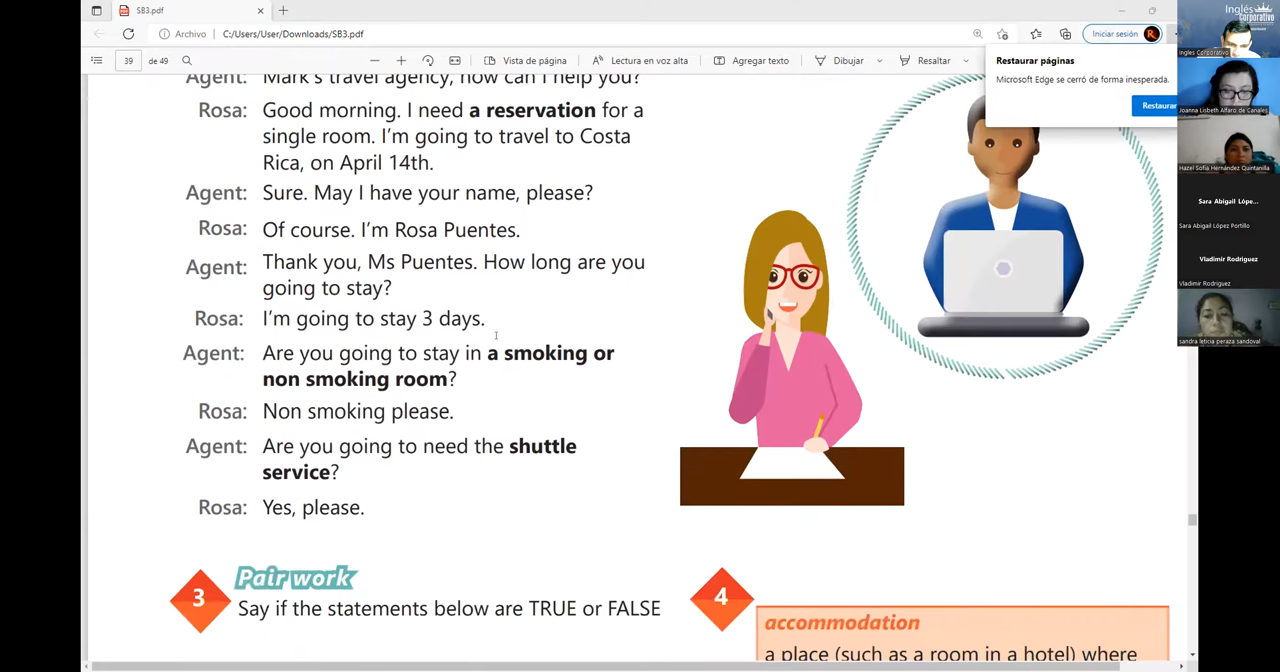 SB3.pdf
Archivo
C:/Users/User/Downloads/SB3.pdf
Iniciar sesión
R
39 de 49
Vista de página
Lectura en voz alta
Agregar texto
Dibujar
Resaltar
Restaurar páginas
Microsoft Edge se cerró de forma inesperada.
Restaurar
Agent: Mark's travel agency, how can I help you?
Rosa: Good morning. I need a reservation for a
single room. I'm going to travel to Costa
Rica, on April 14th.
Agent: Sure. May I have your name, please?
Rosa: Of course. I'm Rosa Puentes.
Agent: Thank you, Ms Puentes. How long are you
going to stay?
Rosa: I'm going to stay 3 days.
Agent: Are you going to stay in a smoking or
non smoking room?
Rosa: Non smoking please.
Agent: Are you going to need the shuttle
service?
Rosa: Yes, please.
3
Pair work
Say if the statements below are TRUE or FALSE
4
accommodation
a place (such as a room in a hotel) where
Inglés
Corporativo
Ingles Corporativo
Joanna Lisbeth Alfaro de Canales
Hazel Sofia Hernández Quintanilla
Sara Abigail Lópe...
Sara Abigail López Portillo
Vladimir Rodriguez
Vladimir Rodriguez
sandra leticia peraza sandoval